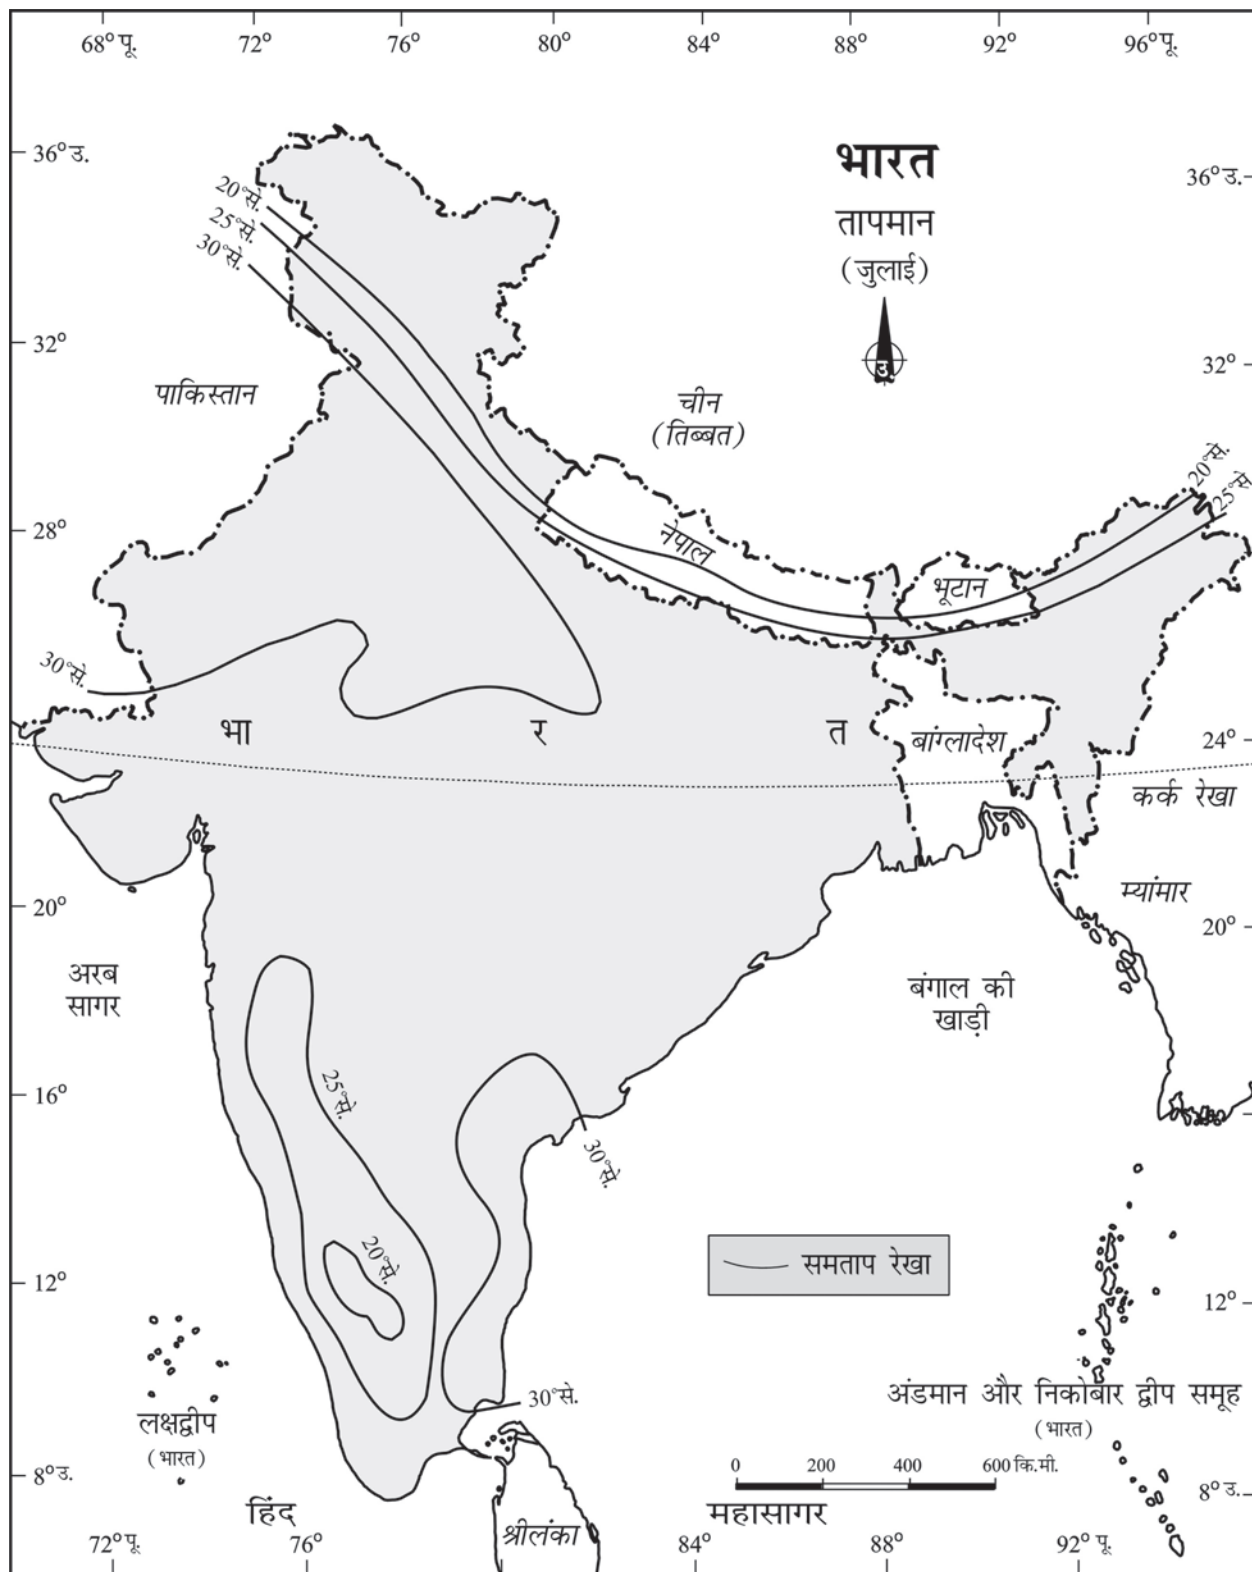 68° पू.
72°
76°
80°
84°
88°
92°
96° पू.
36° उ.
भारत
36° उ.
तापमान
(जुलाई)
20° से.
25° से.
30° से.
उ
32°
32°
पाकिस्तान
चीन
(तिब्बत)
20° से.
25° से.
28°
नेपाल
भूटान
30° से.
भा र त
बांग्लादेश
24°
कर्क रेखा
म्यांमार
20°
20°
अरब
सागर
बंगाल की
खाड़ी
16°
25° से.
30° से.
20° से.
समताप रेखा
12°
12°
30° से.
अंडमान और निकोबार द्वीप समूह
(भारत)
लक्षद्वीप
(भारत)
0 200 400 600 कि.मी.
8° उ.
8° उ.
हिंद
महासागर
श्रीलंका
72° पू.
76°
84°
88°
92° पू.